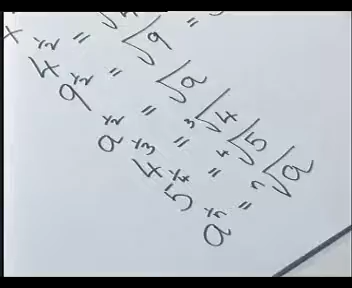 4^½ = √4
9^½ = √9 =
a^½ = √a
4^⅓ = ³√4
5^¼ = ⁴√5
a^1/n = ⁿ√a